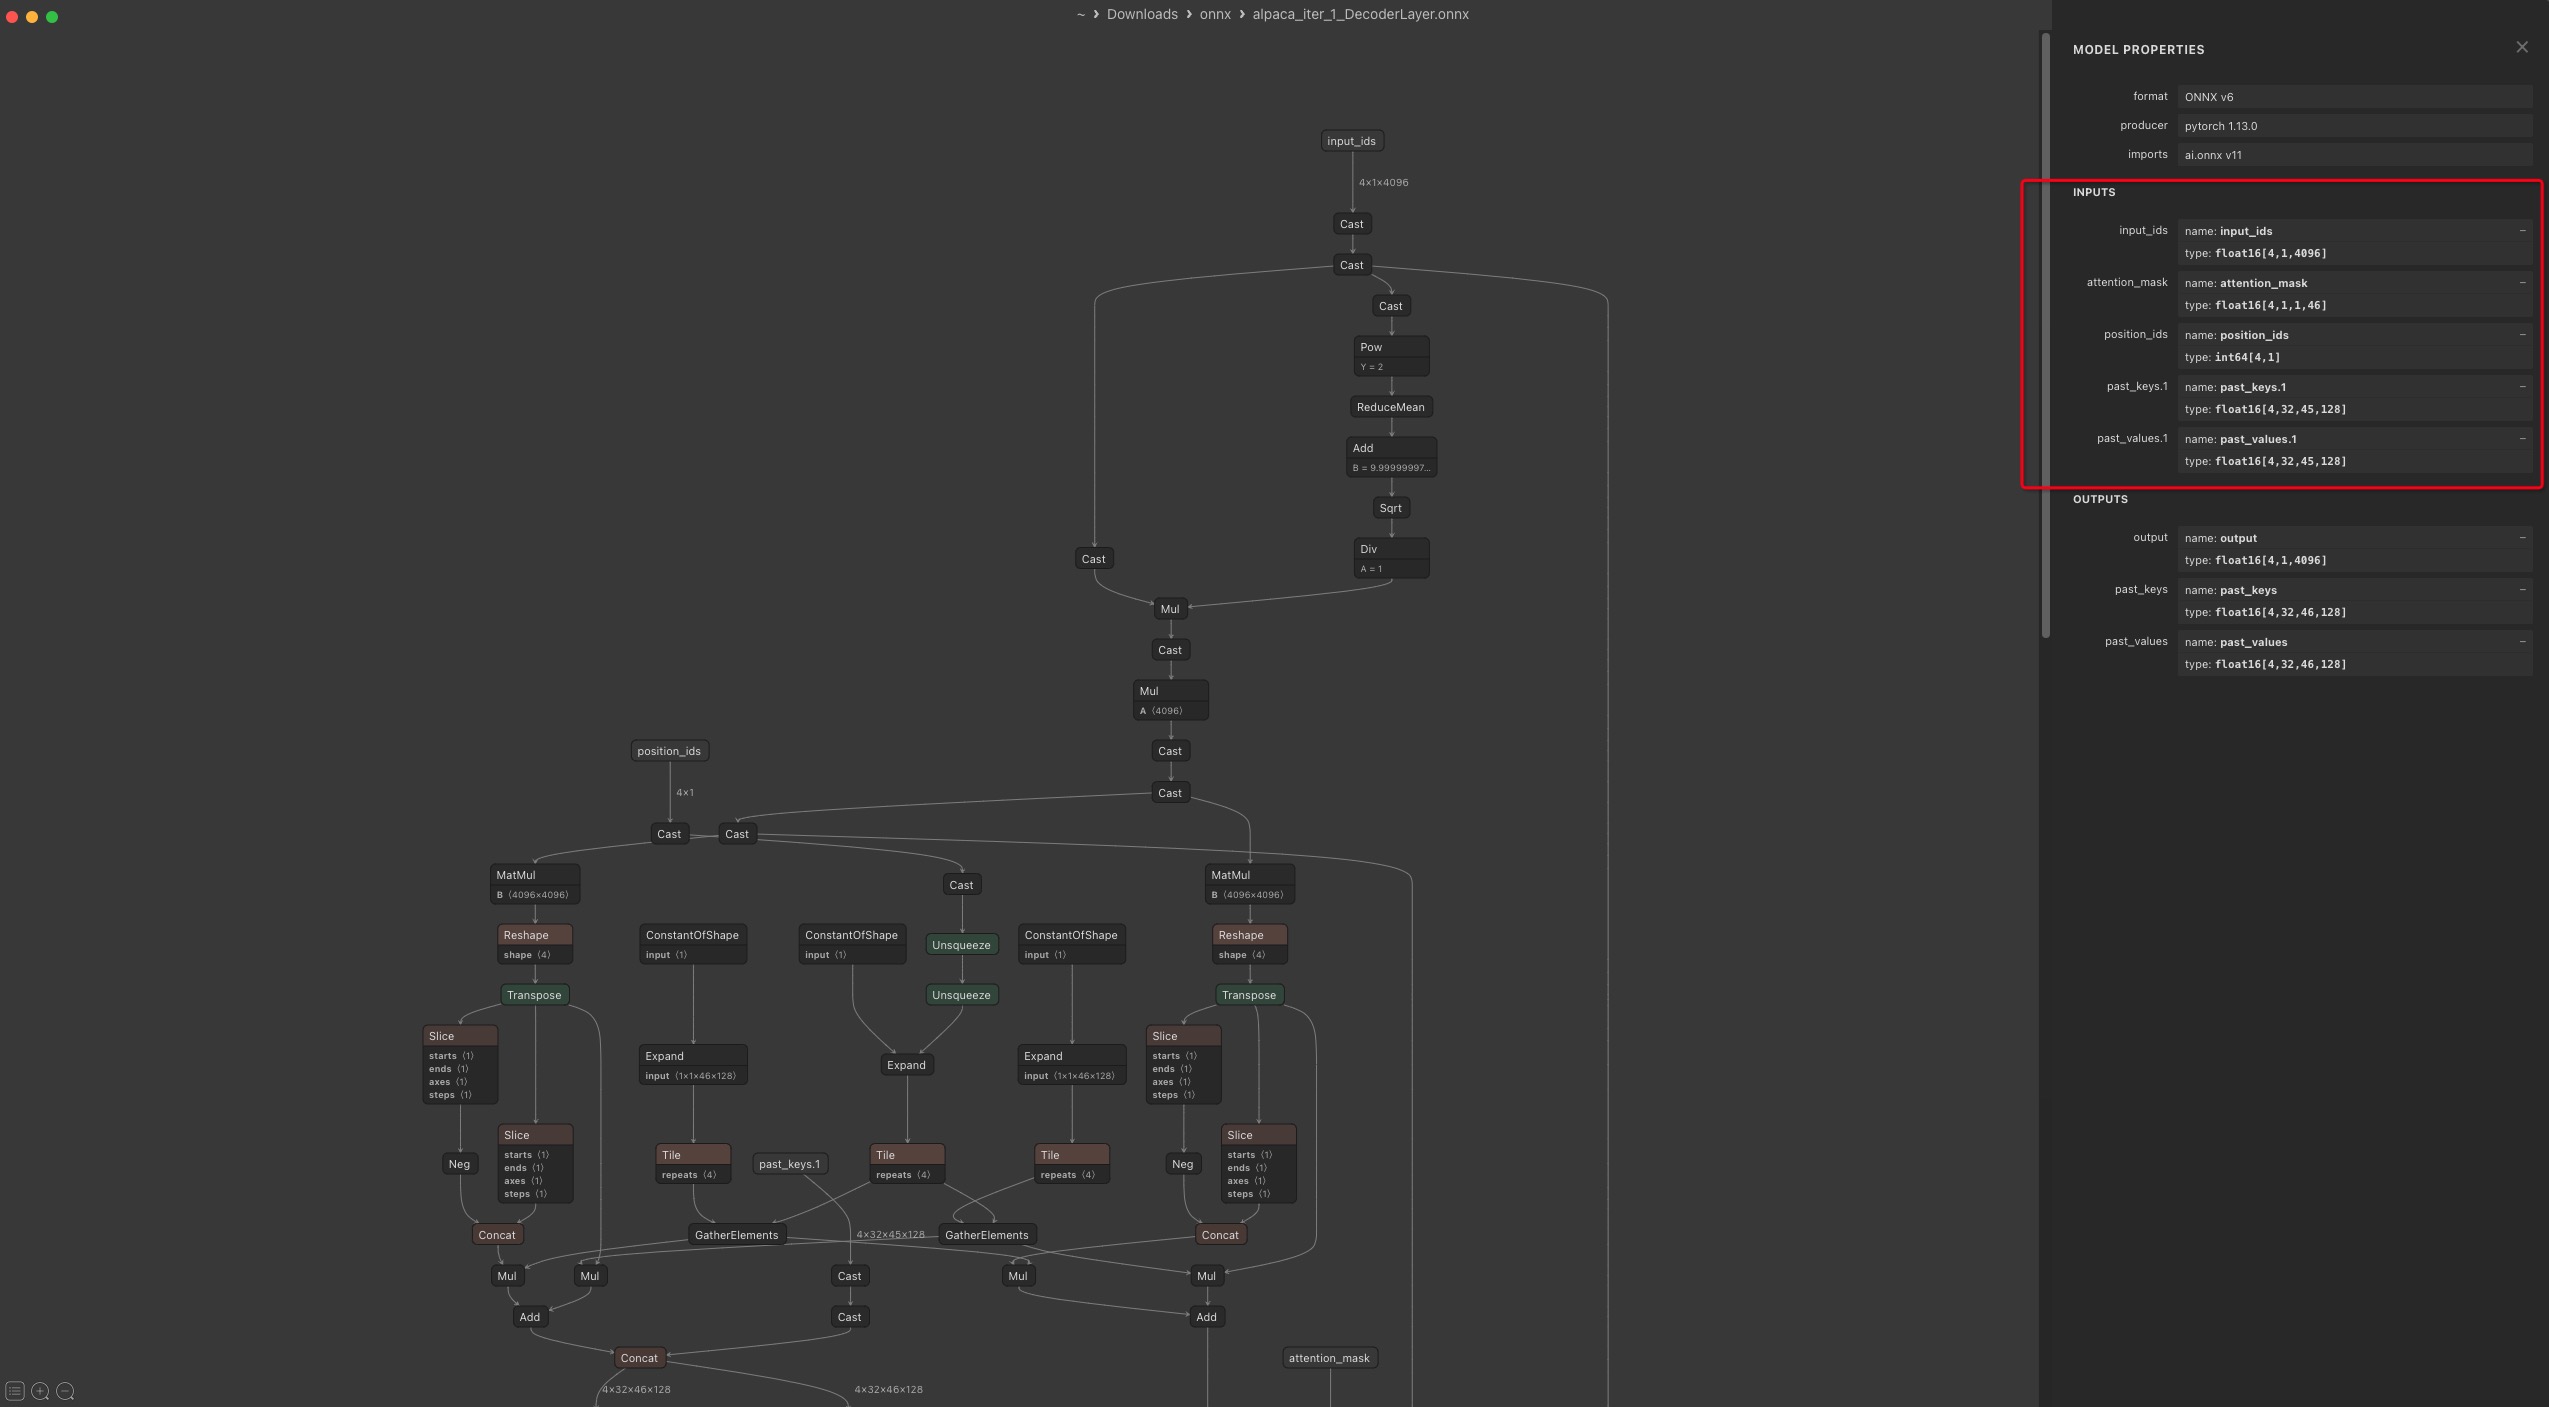 ~ › Downloads › onnx › alpaca_iter_1_DecoderLayer.onnx
input_ids
4×1×4096
Cast
Cast
Cast
Pow
Y = 2
ReduceMean
Add
B = 9.99999997…
Sqrt
Div
A = 1
Cast
Mul
Cast
Mul
A ⟨4096⟩
Cast
Cast
position_ids
4×1
Cast
Cast
MatMul
B ⟨4096×4096⟩
Cast
MatMul
B ⟨4096×4096⟩
Reshape
shape ⟨4⟩
ConstantOfShape
input ⟨1⟩
ConstantOfShape
input ⟨1⟩
Unsqueeze
ConstantOfShape
input ⟨1⟩
Reshape
shape ⟨4⟩
Transpose
Unsqueeze
Transpose
Slice
starts ⟨1⟩
ends ⟨1⟩
axes ⟨1⟩
steps ⟨1⟩
Expand
input ⟨1×1×46×128⟩
Expand
Expand
input ⟨1×1×46×128⟩
Slice
starts ⟨1⟩
ends ⟨1⟩
axes ⟨1⟩
steps ⟨1⟩
Neg
Slice
starts ⟨1⟩
ends ⟨1⟩
axes ⟨1⟩
steps ⟨1⟩
Tile
repeats ⟨4⟩
past_keys.1
Tile
repeats ⟨4⟩
Tile
repeats ⟨4⟩
Neg
Slice
starts ⟨1⟩
ends ⟨1⟩
axes ⟨1⟩
steps ⟨1⟩
Concat
GatherElements
4×32×45×128
GatherElements
Concat
Mul
Mul
Cast
Mul
Mul
Add
Cast
Add
Concat
attention_mask
4×32×46×128
4×32×46×128
MODEL PROPERTIES
format
ONNX v6
producer
pytorch 1.13.0
imports
ai.onnx v11
INPUTS
input_ids
name: input_ids
type: float16[4,1,4096]
attention_mask
name: attention_mask
type: float16[4,1,1,46]
position_ids
name: position_ids
type: int64[4,1]
past_keys.1
name: past_keys.1
type: float16[4,32,45,128]
past_values.1
name: past_values.1
type: float16[4,32,45,128]
OUTPUTS
output
name: output
type: float16[4,1,4096]
past_keys
name: past_keys
type: float16[4,32,46,128]
past_values
name: past_values
type: float16[4,32,46,128]